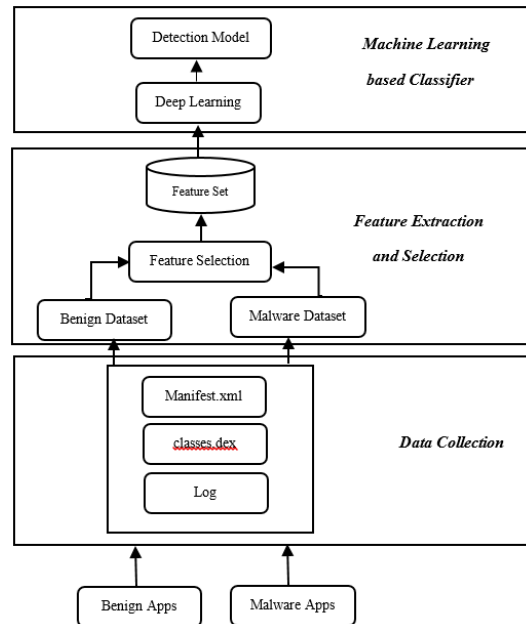 Detection Model
Machine Learning
based Classifier
Deep Learning
Feature Set
Feature Extraction
and Selection
Feature Selection
Benign Dataset
Malware Dataset
Manifest.xml
classes.dex
Data Collection
Log
Benign Apps
Malware Apps